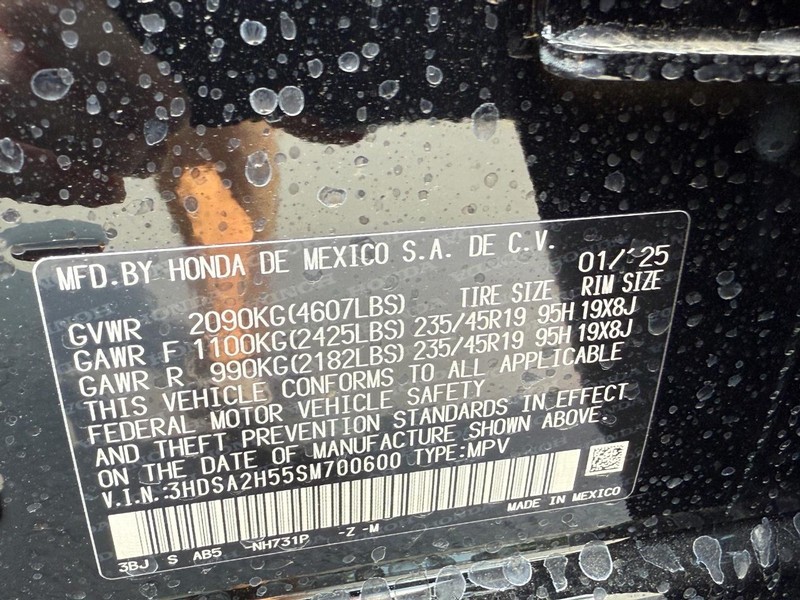 MFD.BY HONDA DE MEXICO S.A. DE C.V. 01/'25
TIRE SIZE RIM SIZE
GVWR 2090KG(4607LBS)
GAWR F 1100KG(2425LBS) 235/45R19 95H 19X8J
GAWR R 990KG(2182LBS) 235/45R19 95H 19X8J
THIS VEHICLE CONFORMS TO ALL APPLICABLE
FEDERAL MOTOR VEHICLE SAFETY
AND THEFT PREVENTION STANDARDS IN EFFECT
ON THE DATE OF MANUFACTURE SHOWN ABOVE.
V.I.N.:3HDSA2H55SM700600 TYPE:MPV
MADE IN MEXICO
3BJ S AB5 NH731P -Z -M